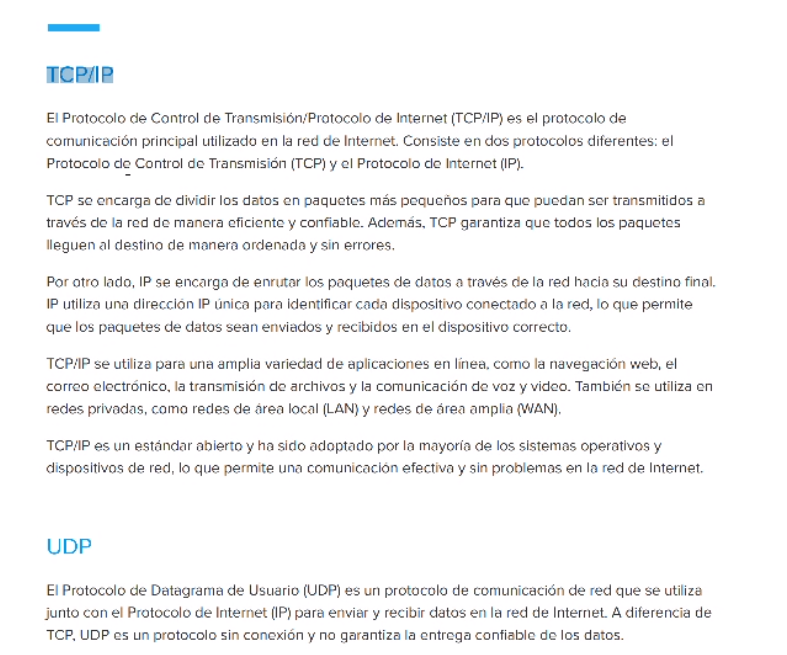 TCP/IP
El Protocolo de Control de Transmisión/Protocolo de Internet (TCP/IP) es el protocolo de
comunicación principal utilizado en la red de Internet. Consiste en dos protocolos diferentes: el
Protocolo de Control de Transmisión (TCP) y el Protocolo de Internet (IP).
TCP se encarga de dividir los datos en paquetes más pequeños para que puedan ser transmitidos a
través de la red de manera eficiente y confiable. Además, TCP garantiza que todos los paquetes
lleguen al destino de manera ordenada y sin errores.
Por otro lado, IP se encarga de enrutar los paquetes de datos a través de la red hacia su destino final.
IP utiliza una dirección IP única para identificar cada dispositivo conectado a la red, lo que permite
que los paquetes de datos sean enviados y recibidos en el dispositivo correcto.
TCP/IP se utiliza para una amplia variedad de aplicaciones en línea, como la navegación web, el
correo electrónico, la transmisión de archivos y la comunicación de voz y video. También se utiliza en
redes privadas, como redes de área local (LAN) y redes de área amplia (WAN).
TCP/IP es un estándar abierto y ha sido adoptado por la mayoría de los sistemas operativos y
dispositivos de red, lo que permite una comunicación efectiva y sin problemas en la red de Internet.
UDP
El Protocolo de Datagrama de Usuario (UDP) es un protocolo de comunicación de red que se utiliza
junto con el Protocolo de Internet (IP) para enviar y recibir datos en la red de Internet. A diferencia de
TCP, UDP es un protocolo sin conexión y no garantiza la entrega confiable de los datos.